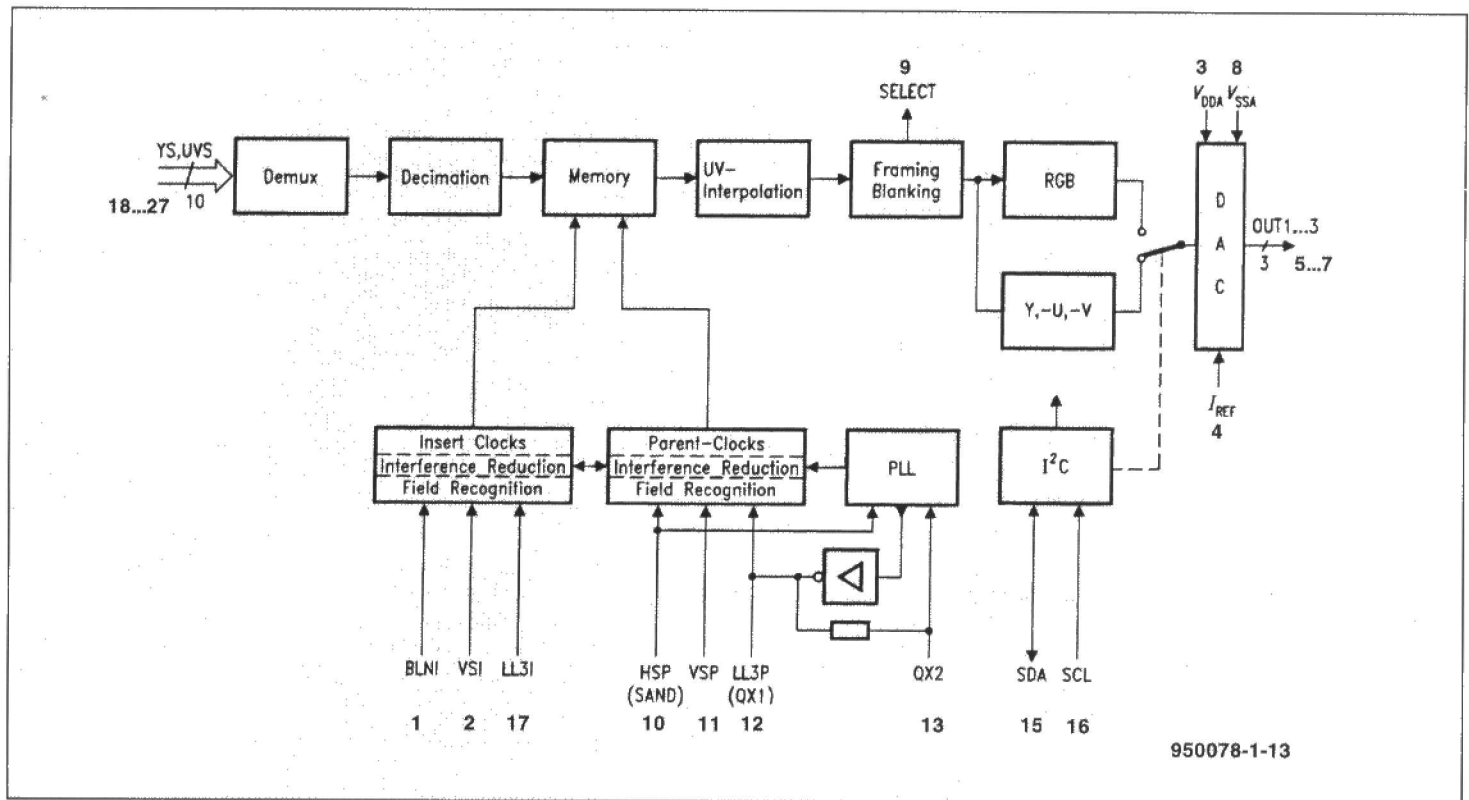 9
SELECT
3 8
V_DDA V_SSA
YS,UVS
10
18...27
Demux
Decimation
Memory
UV-
Interpolation
Framing
Blanking
RGB
Y,-U,-V
D
A
C
OUT1...3
3
5...7
I_REF
4
Insert Clocks
Interference Reduction
Field Recognition
Parent-Clocks
Interference Reduction
Field Recognition
PLL
I²C
BLNI VSI LL3I
1 2 17
HSP VSP LL3P
(SAND) (QX1)
10 11 12
QX2
13
SDA SCL
15 16
950078-1-13